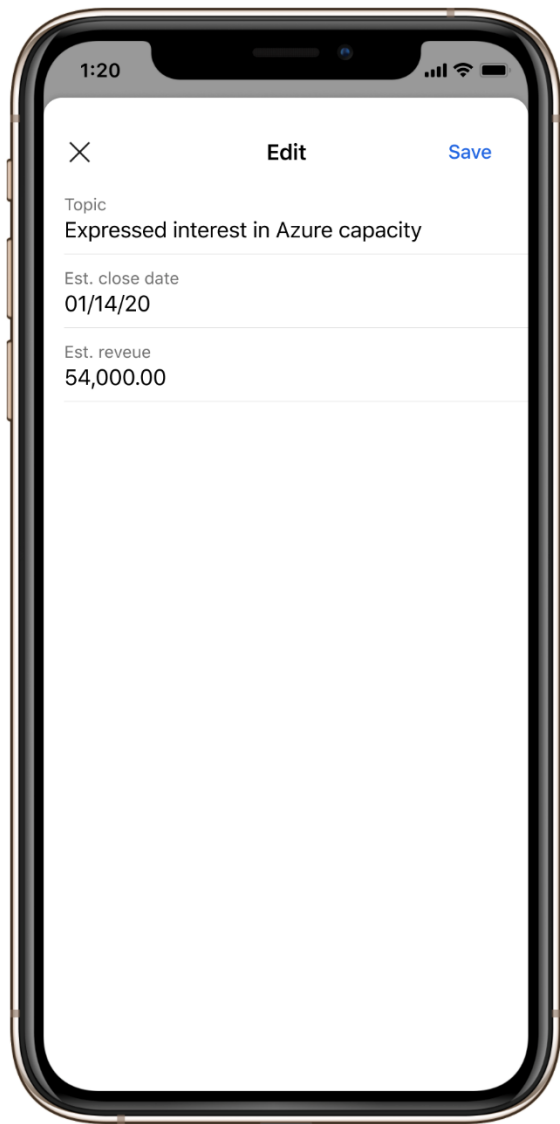 1:20
Edit
Save
Topic
Expressed interest in Azure capacity
Est. close date
01/14/20
Est. reveue
54,000.00